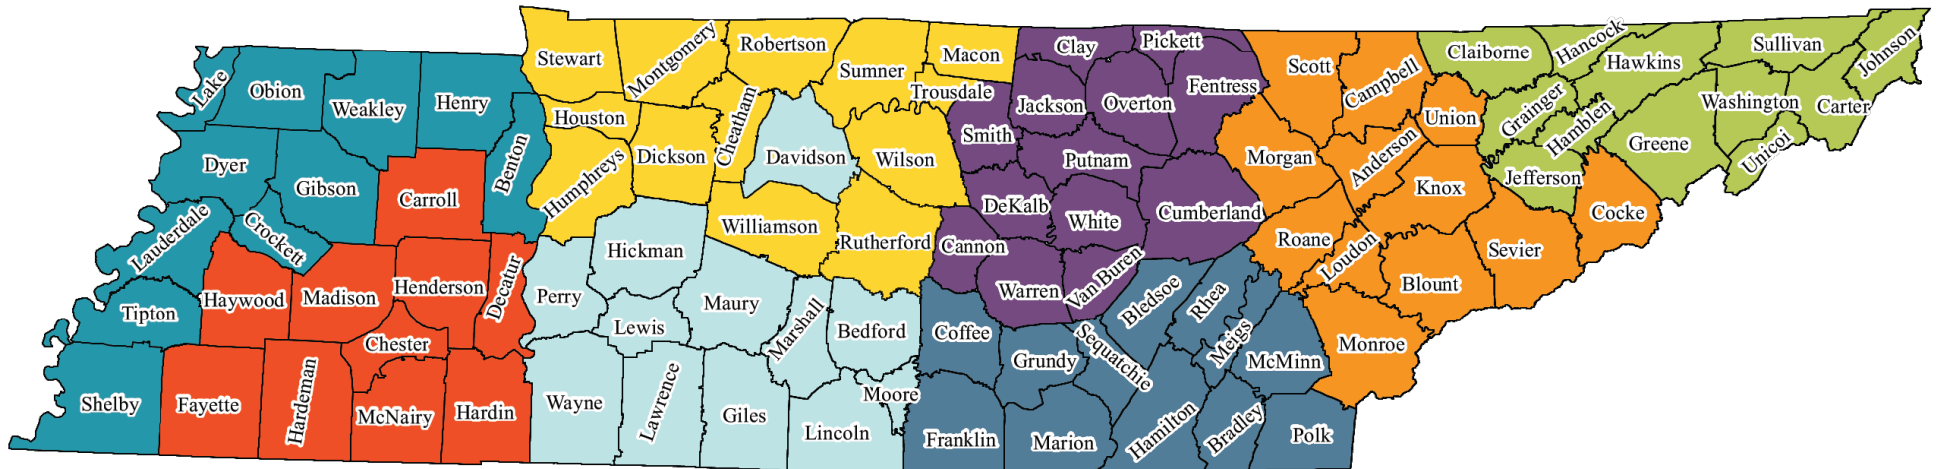 Lake
Obion
Weakley
Henry
Benton
Dyer
Gibson
Carroll
Lauderdale
Crockett
Tipton
Haywood
Madison
Henderson
Decatur
Chester
Shelby
Fayette
Hardeman
McNairy
Hardin
Stewart
Montgomery
Robertson
Sumner
Macon
Trousdale
Houston
Humphreys
Dickson
Cheatham
Davidson
Wilson
Williamson
Rutherford
Hickman
Perry
Lewis
Maury
Marshall
Bedford
Wayne
Lawrence
Giles
Lincoln
Moore
Clay
Pickett
Jackson
Overton
Fentress
Smith
Putnam
DeKalb
White
Cumberland
Cannon
Warren
Van Buren
Coffee
Grundy
Sequatchie
Bledsoe
Rhea
Meigs
McMinn
Franklin
Marion
Hamilton
Bradley
Polk
Scott
Campbell
Union
Morgan
Anderson
Knox
Roane
Loudon
Blount
Sevier
Cocke
Monroe
Claiborne
Hancock
Hawkins
Sullivan
Johnson
Grainger
Hamblen
Jefferson
Greene
Washington
Unicoi
Carter